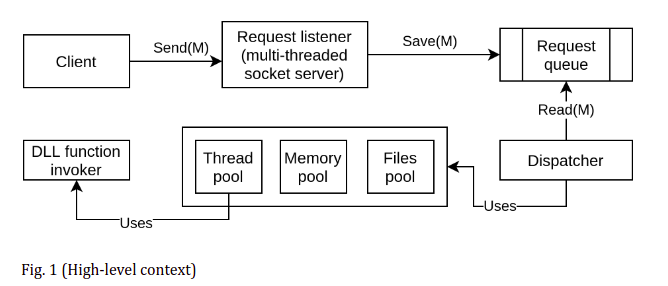 Client
Send(M)
Request listener
(multi-threaded
socket server)
Save(M)
Request
queue
Read(M)
DLL function
invoker
Thread
pool
Memory
pool
Files
pool
Dispatcher
Uses
Uses
Fig. 1 (High-level context)